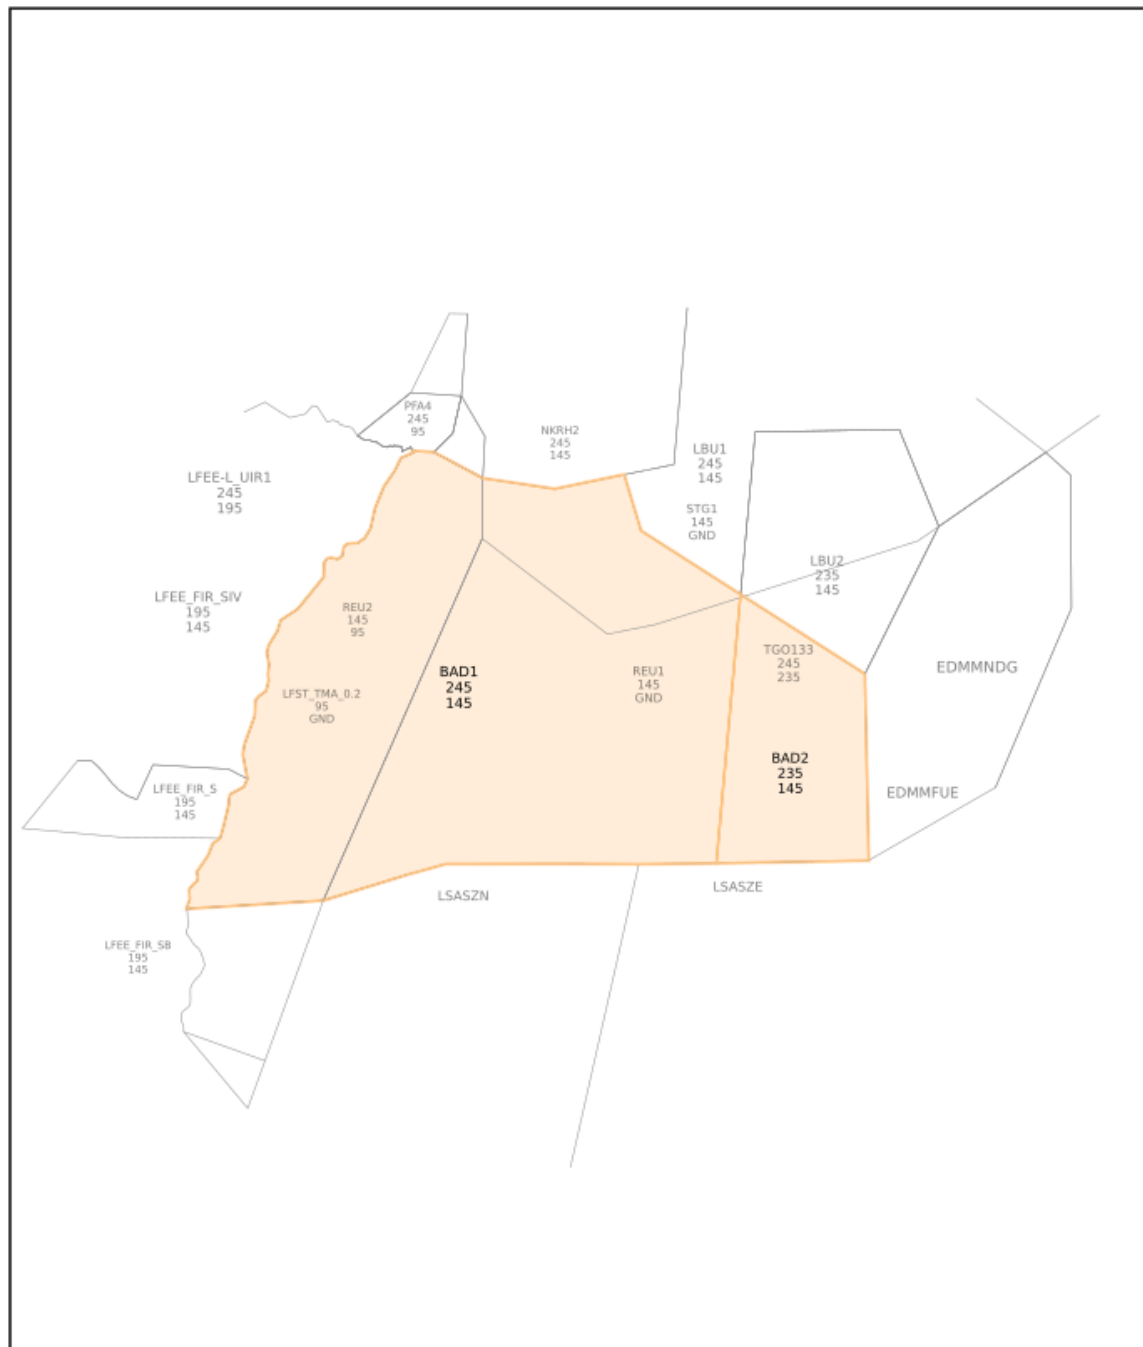 PFA4
245
95
NKRH2
245
145
LBU1
245
145
LFEE-L_UIR1
245
195
STG1
145
GND
LBU2
235
145
LFEE_FIR_SIV
195
145
REU2
145
95
TGO133
245
235
EDMMNDG
BAD1
245
145
REU1
145
GND
LFST_TMA_0.2
95
GND
BAD2
235
145
LFEE_FIR_S
195
145
EDMMFUE
LSASZN
LSASZE
LFEE_FIR_SB
195
145